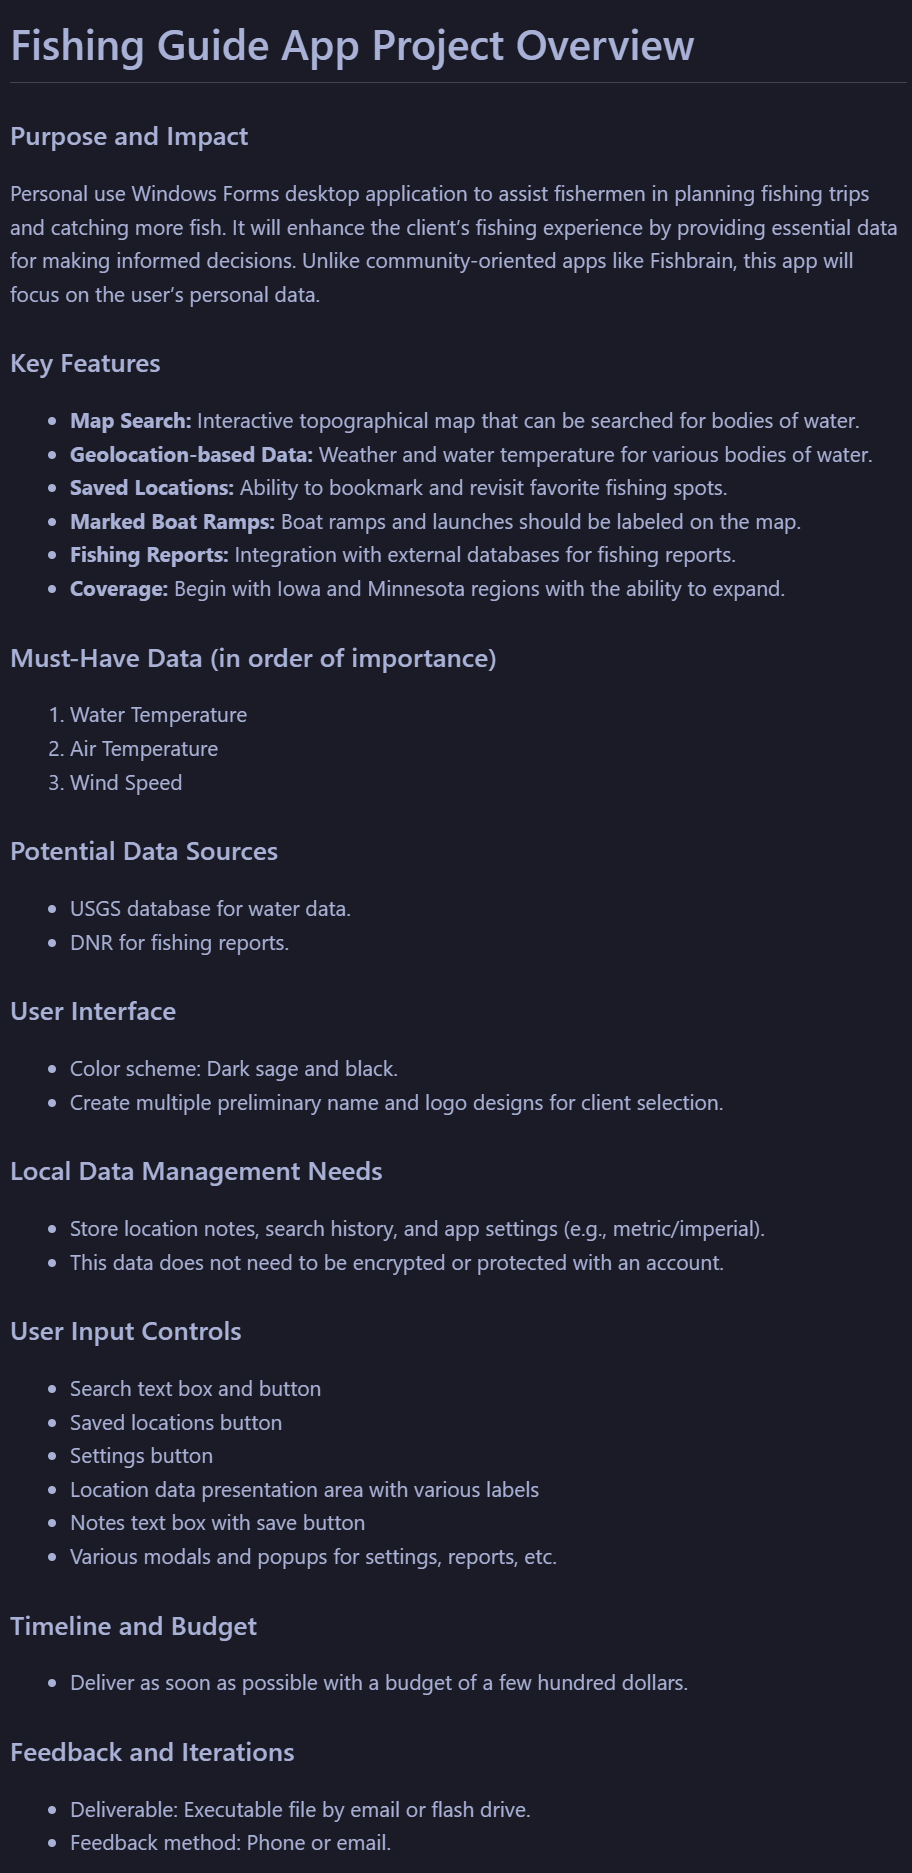 Fishing Guide App Project Overview
Purpose and Impact
Personal use Windows Forms desktop application to assist fishermen in planning fishing trips
and catching more fish. It will enhance the client’s fishing experience by providing essential data
for making informed decisions. Unlike community-oriented apps like Fishbrain, this app will
focus on the user’s personal data.
Key Features
• Map Search: Interactive topographical map that can be searched for bodies of water.
• Geolocation-based Data: Weather and water temperature for various bodies of water.
• Saved Locations: Ability to bookmark and revisit favorite fishing spots.
• Marked Boat Ramps: Boat ramps and launches should be labeled on the map.
• Fishing Reports: Integration with external databases for fishing reports.
• Coverage: Begin with Iowa and Minnesota regions with the ability to expand.
Must-Have Data (in order of importance)
1. Water Temperature
2. Air Temperature
3. Wind Speed
Potential Data Sources
• USGS database for water data.
• DNR for fishing reports.
User Interface
• Color scheme: Dark sage and black.
• Create multiple preliminary name and logo designs for client selection.
Local Data Management Needs
• Store location notes, search history, and app settings (e.g., metric/imperial).
• This data does not need to be encrypted or protected with an account.
User Input Controls
• Search text box and button
• Saved locations button
• Settings button
• Location data presentation area with various labels
• Notes text box with save button
• Various modals and popups for settings, reports, etc.
Timeline and Budget
• Deliver as soon as possible with a budget of a few hundred dollars.
Feedback and Iterations
• Deliverable: Executable file by email or flash drive.
• Feedback method: Phone or email.